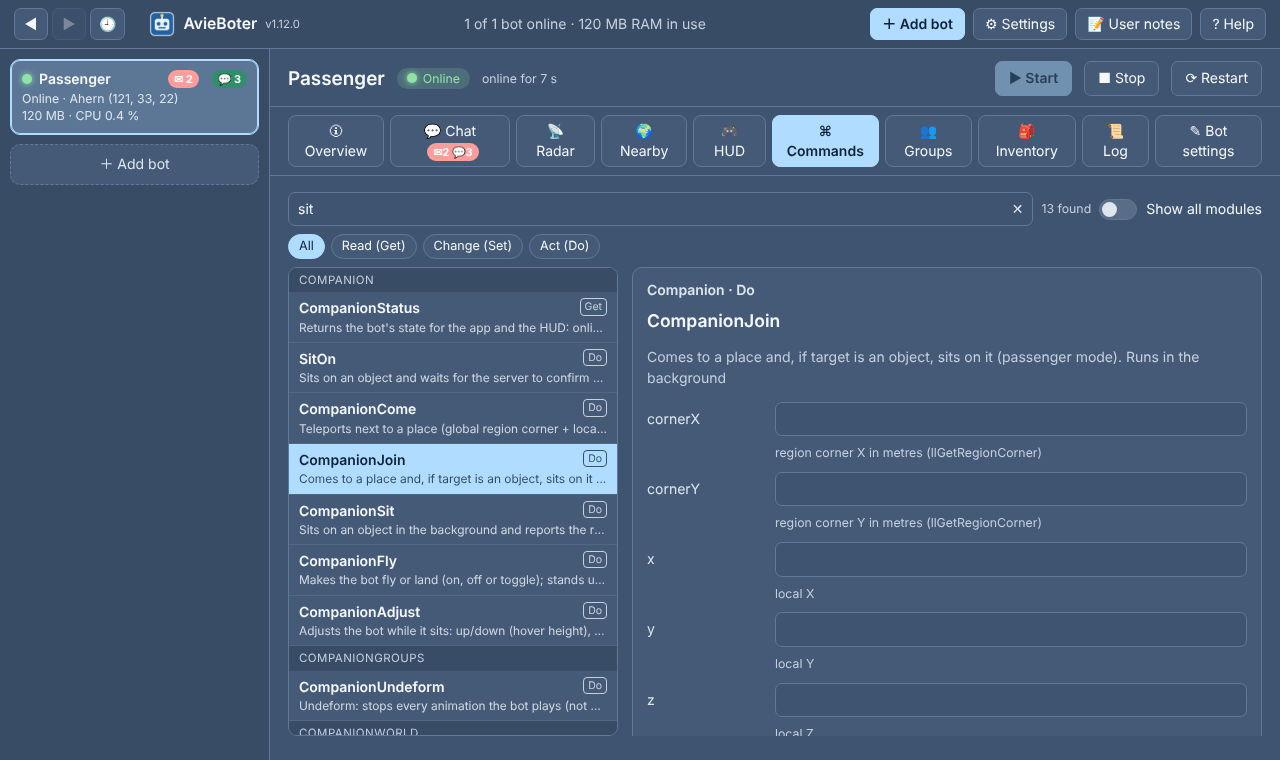 AvieBoter v1.12.0
1 of 1 bot online · 120 MB RAM in use
+ Add bot
Settings
User notes
? Help
Passenger
2
3
Online · Ahern (121, 33, 22)
120 MB · CPU 0.4 %
+ Add bot
Passenger
Online
online for 7 s
Start
Stop
Restart
Overview
Chat
2 3
Radar
Nearby
HUD
Commands
Groups
Inventory
Log
Bot
settings
sit
13 found
Show all modules
All
Read (Get)
Change (Set)
Act (Do)
COMPANION
CompanionStatus Get
Returns the bot's state for the app and the HUD: onli...
SitOn Do
Sits on an object and waits for the server to confirm ...
CompanionCome Do
Teleports next to a place (global region corner + loca...
CompanionJoin Do
Comes to a place and, if target is an object, sits on it ...
CompanionSit Do
Sits on an object in the background and reports the r...
CompanionFly Do
Makes the bot fly or land (on, off or toggle); stands u...
CompanionAdjust Do
Adjusts the bot while it sits: up/down (hover height), ...
COMPANIONGROUPS
CompanionUndeform Do
Undeform: stops every animation the bot plays (not ...
COMPANIONWORLD
Companion · Do
CompanionJoin
Comes to a place and, if target is an object, sits on it (passenger mode). Runs in the
background
cornerX
region corner X in metres (llGetRegionCorner)
cornerY
region corner Y in metres (llGetRegionCorner)
x
local X
y
local Y
z
local Z